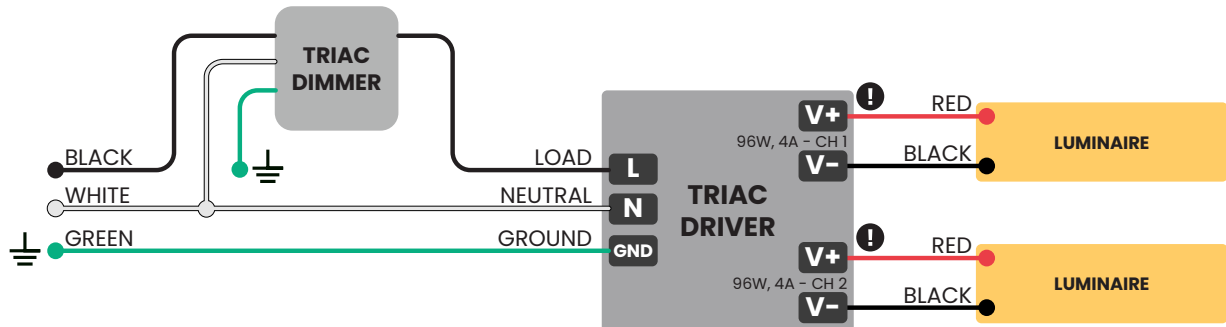 TRIAC
DIMMER
BLACK
WHITE
GREEN
LOAD
NEUTRAL
GROUND
L
N
GND
TRIAC
DRIVER
V+
96W, 4A - CH 1
V-
!
RED
BLACK
LUMINAIRE
V+
96W, 4A - CH 2
V-
!
RED
BLACK
LUMINAIRE